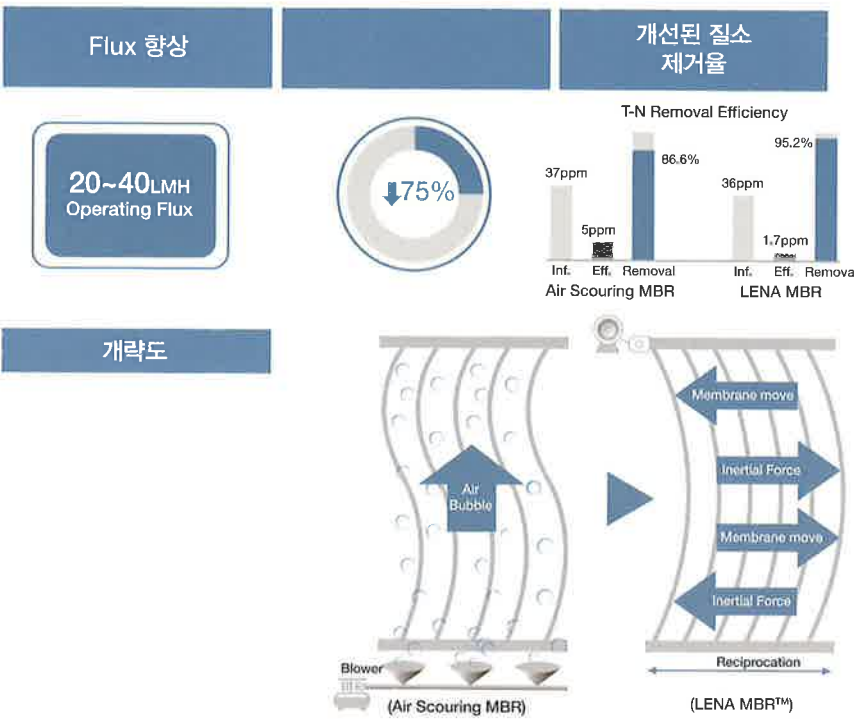 Flux 향상
개선된 질소
제거율
20~40LMH
Operating Flux
⬇75%
T-N Removal Efficiency
37ppm
5ppm
86.6%
Inf.
Eff.
Removal
Air Scouring MBR
36ppm
1.7ppm
95.2%
Inf.
Eff.
Remova
LENA MBR
개략도
Air
Bubble
Blower
(Air Scouring MBR)
Membrane move
Inertial Force
Membrane move
Inertial Force
Reciprocation
(LENA MBR™)